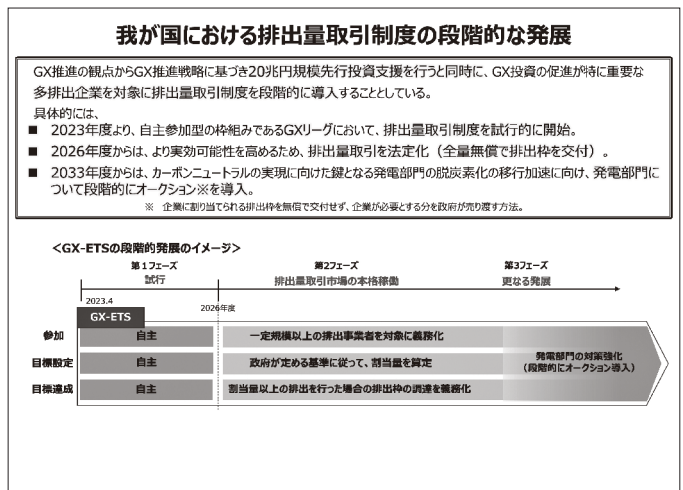 我が国における排出量取引制度の段階的な発展
GX推進の観点からGX推進戦略に基づき20兆円規模先行投資支援を行うと同時に、GX投資の促進が特に重要な
多排出企業を対象に排出量取引制度を段階的に導入することとしている。
具体的には、
■ 2023年度より、自主参加型の枠組みであるGXリーグにおいて、排出量取引制度を試行的に開始。
■ 2026年度からは、より実効可能性を高めるため、排出量取引を法定化（全量無償で排出枠を交付）。
■ 2033年度からは、カーボンニュートラルの実現に向けた鍵となる発電部門の脱炭素化の移行加速に向け、発電部門に
ついて段階的にオークション※を導入。
※ 企業に割り当てられる排出枠を無償で交付せず、企業が必要とする分を政府が売り渡す方法。
＜GX-ETSの段階的発展のイメージ＞
第1フェーズ 第2フェーズ 第3フェーズ
試行 排出量取引市場の本格稼働 更なる発展
2023.4 2026年度
GX-ETS
参加 自主 一定規模以上の排出事業者を対象に義務化
目標設定 自主 政府が定める基準に従って、割当量を算定
発電部門の対策強化
（段階的にオークション導入）
目標達成 自主 割当量以上の排出を行った場合の排出枠の調達を義務化